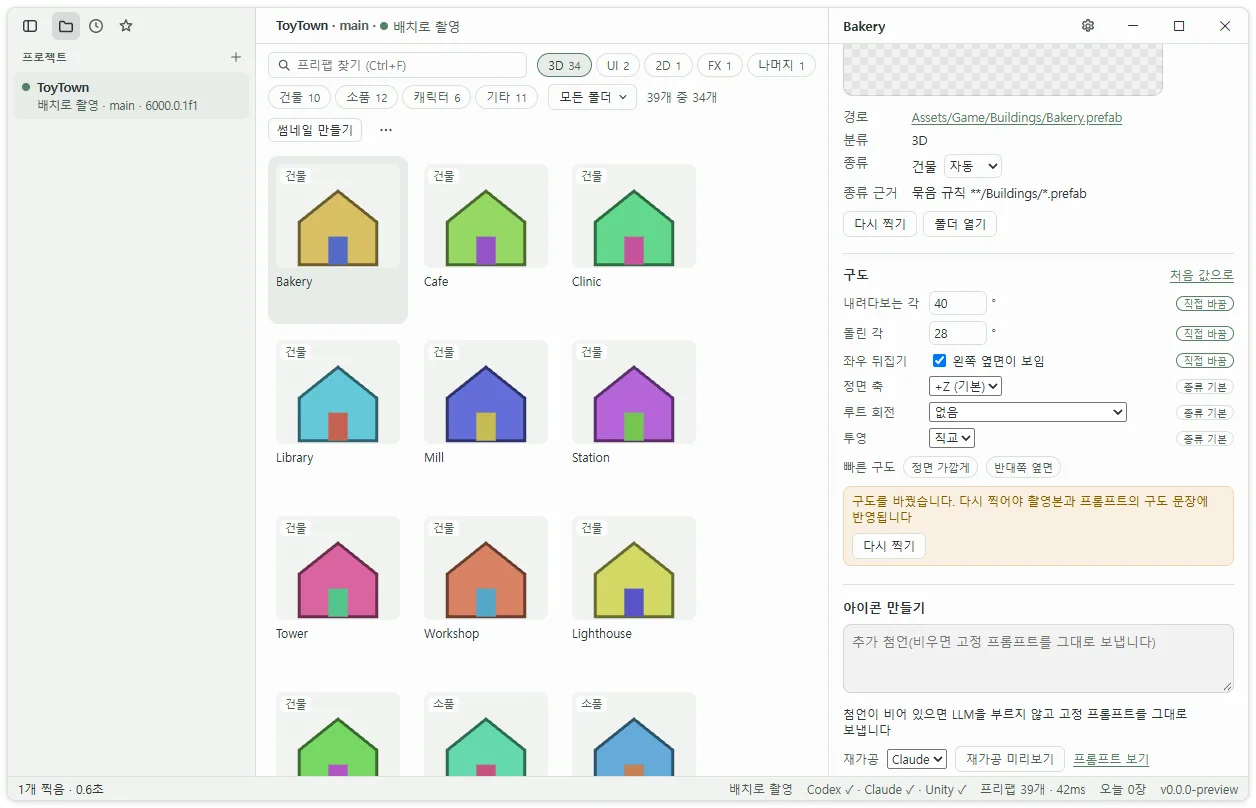 ToyTown · main · ● 배치로 촬영
Bakery
프로젝트
+
ToyTown
배치로 촬영 · main · 6000.0.1f1
프리팹 찾기 (Ctrl+F)
3D 34
UI 2
2D 1
FX 1
나머지 1
건물 10
소품 12
캐릭터 6
기타 11
모든 폴더
39개 중 34개
썸네일 만들기
···
건물
Bakery
건물
Cafe
건물
Clinic
건물
Library
건물
Mill
건물
Station
건물
Tower
건물
Workshop
건물
Lighthouse
건물
소품
소품
경로 Assets/Game/Buildings/Bakery.prefab
분류 3D
종류 건물 자동
종류 근거 묶음 규칙 **/Buildings/*.prefab
다시 찍기 폴더 열기
구도 처음 값으로
내려다보는 각 40 ° 직접 바꿈
돌린 각 28 ° 직접 바꿈
좌우 뒤집기 왼쪽 옆면이 보임 직접 바꿈
정면 축 +Z (기본) 종류 기본
루트 회전 없음 종류 기본
투영 직교 종류 기본
빠른 구도 정면 가깝게 반대쪽 옆면
구도를 바꿨습니다. 다시 찍어야 촬영본과 프롬프트의 구도 문장에
반영됩니다
다시 찍기
아이콘 만들기
추가 첨언(비우면 고정 프롬프트를 그대로 보냅니다)
첨언이 비어 있으면 LLM을 부르지 않고 고정 프롬프트를 그대로
보냅니다
재가공 Claude 재가공 미리보기 프롬프트 보기
1개 찍음 · 0.6초
배치로 촬영 Codex ✓ · Claude ✓ · Unity ✓ 프리팹 39개 · 42ms 오늘 0장 v0.0.0-preview